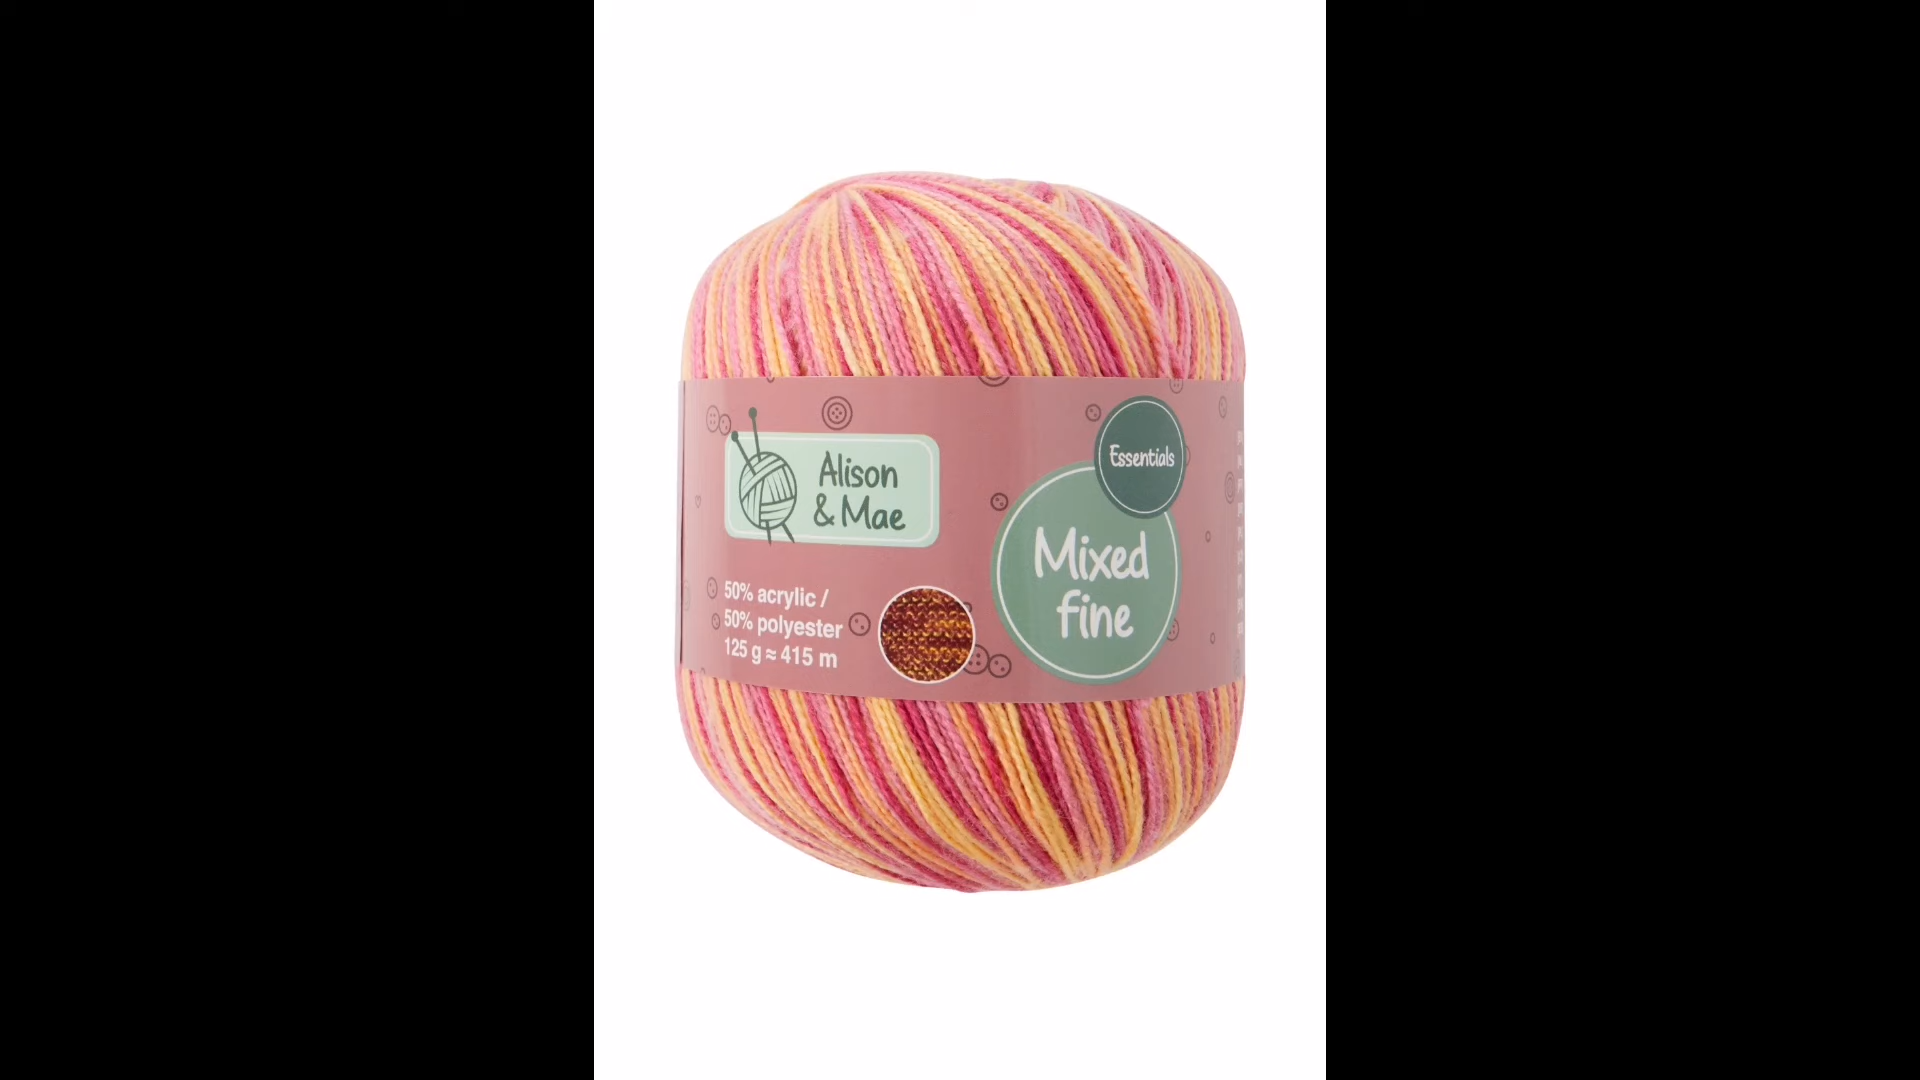 Alison
& Mae
Essentials
Mixed
fine
50% acrylic /
50% polyester
125 g ≈ 415 m